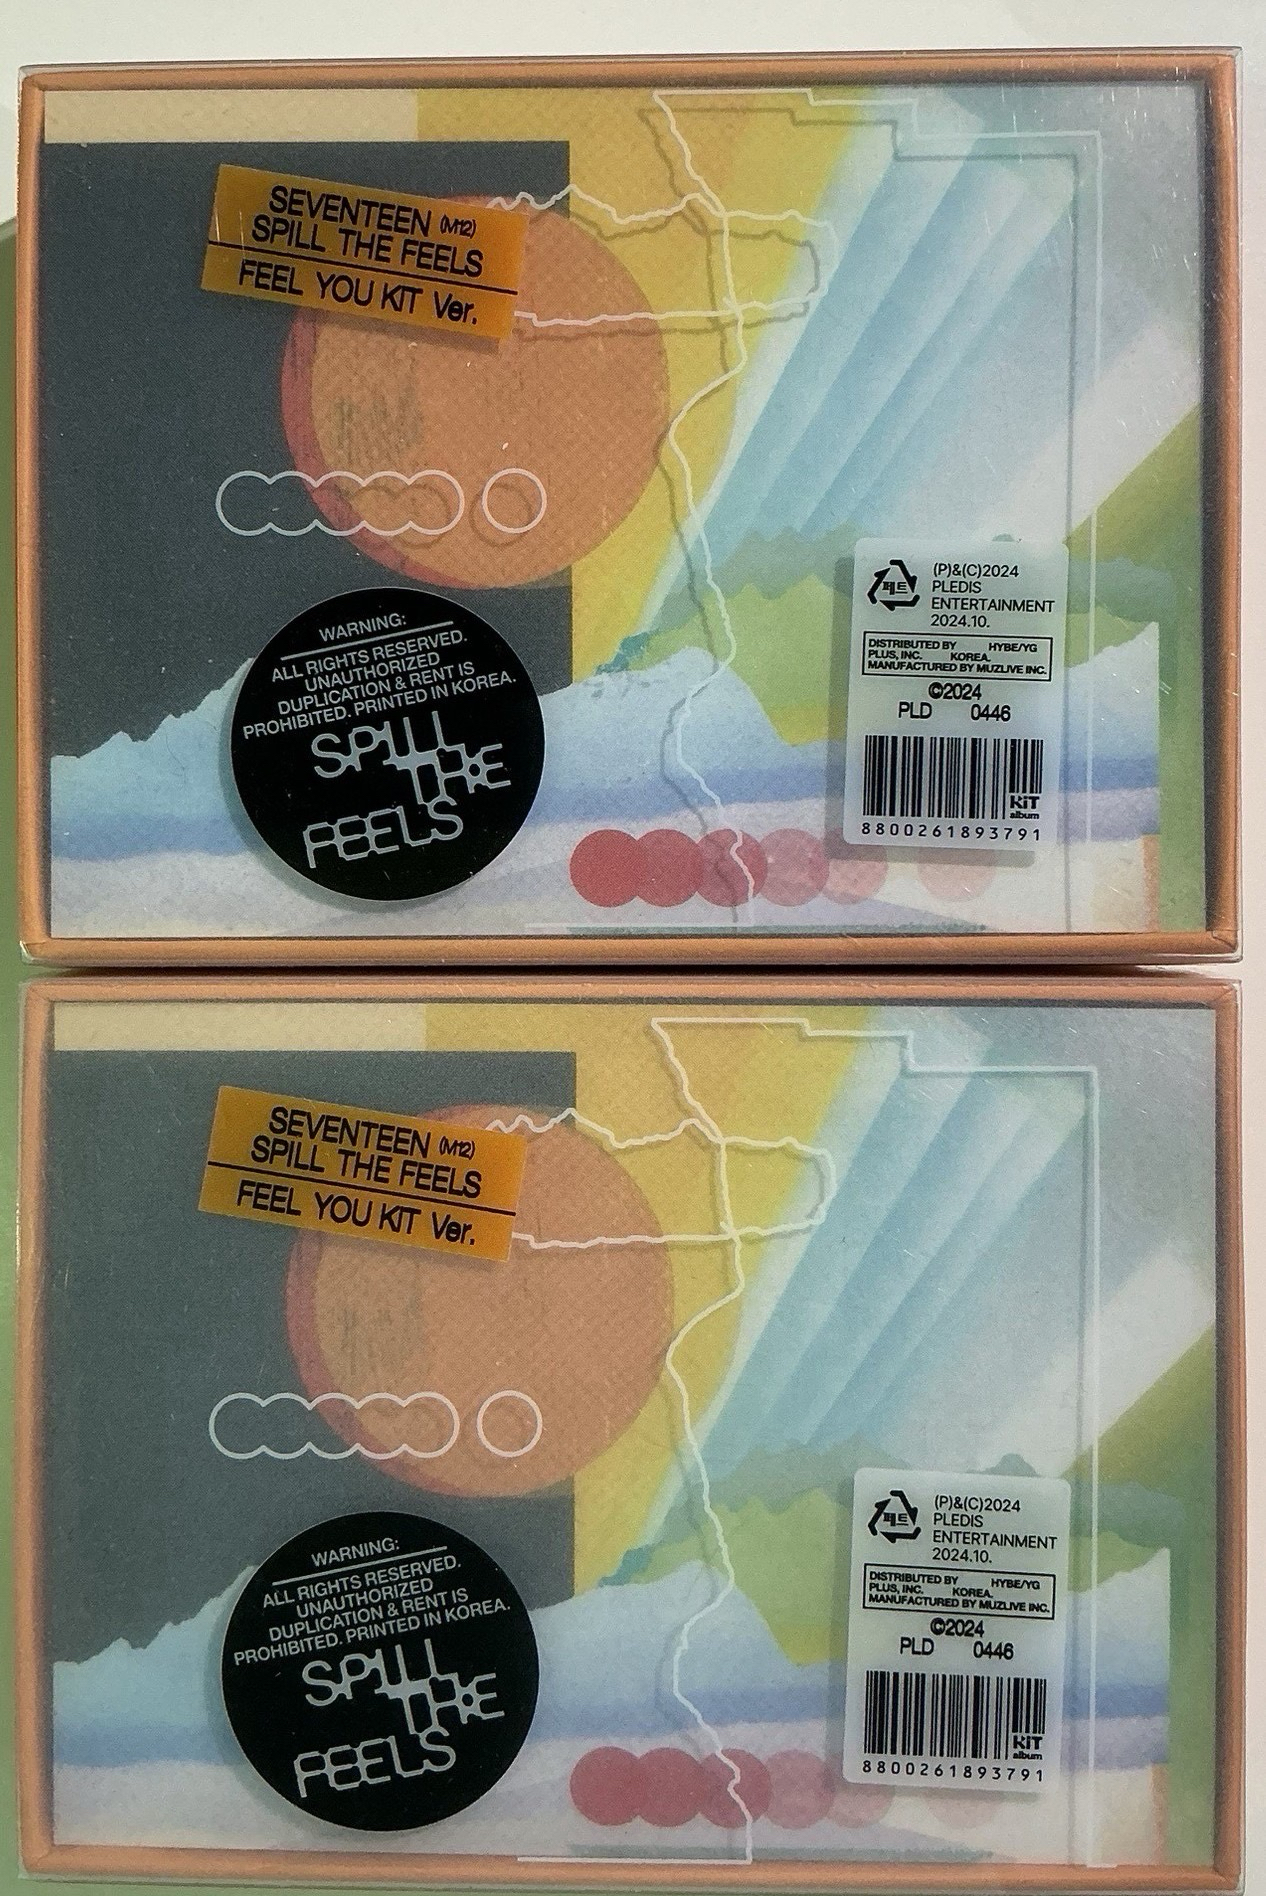 SEVENTEEN (M12)
SPILL THE FEELS
FEEL YOU KIT Ver.
WARNING:
ALL RIGHTS RESERVED.
UNAUTHORIZED
DUPLICATION & RENT IS
PROHIBITED. PRINTED IN KOREA.
SPILL
THE
FEELS
페트
(P)&(C)2024
PLEDIS
ENTERTAINMENT
2024.10.
DISTRIBUTED BY HYBE/YG
PLUS, INC. KOREA.
MANUFACTURED BY MUZLIVE INC.
©2024
PLD 0446
KiT
album
8800261893791
SEVENTEEN (M12)
SPILL THE FEELS
FEEL YOU KIT Ver.
WARNING:
ALL RIGHTS RESERVED.
UNAUTHORIZED
DUPLICATION & RENT IS
PROHIBITED. PRINTED IN KOREA.
SPILL
THE
FEELS
페트
(P)&(C)2024
PLEDIS
ENTERTAINMENT
2024.10.
DISTRIBUTED BY HYBE/YG
PLUS, INC. KOREA.
MANUFACTURED BY MUZLIVE INC.
©2024
PLD 0446
KiT
album
8800261893791